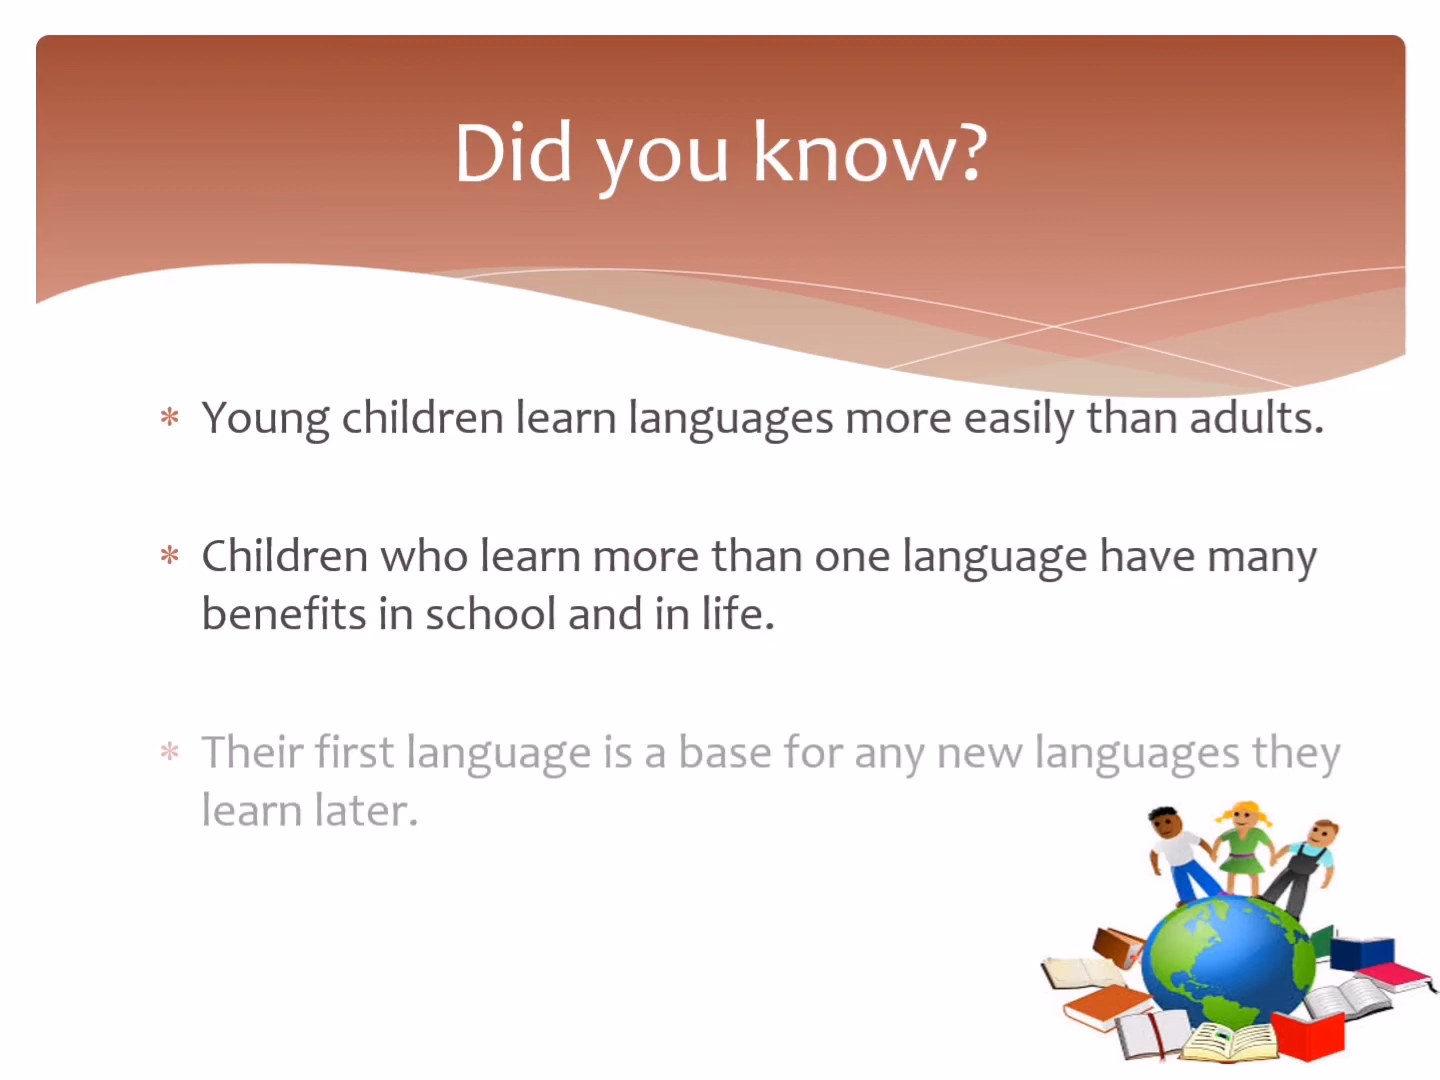 Did you know?
* Young children learn languages more easily than adults.
* Children who learn more than one language have many
benefits in school and in life.
* Their first language is a base for any new languages they
learn later.